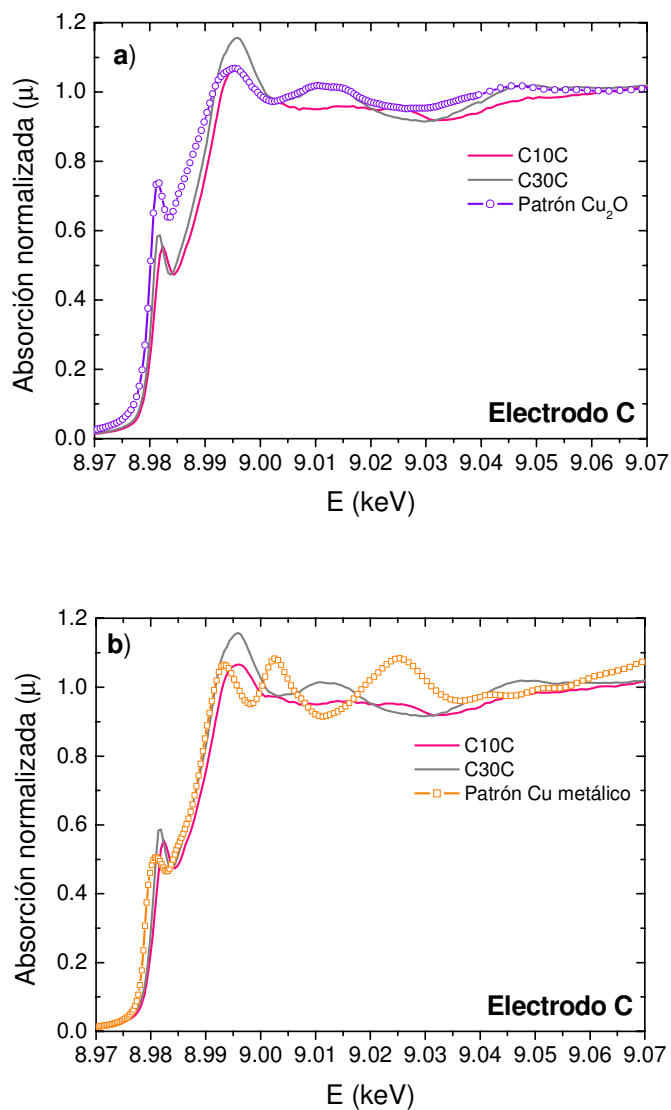 a)
Absorción normalizada (μ)
1.2
1.0
0.8
0.6
0.4
0.2
0.0
C10C
C30C
Patrón Cu₂O
Electrodo C
8.97 8.98 8.99 9.00 9.01 9.02 9.03 9.04 9.05 9.06 9.07
E (keV)
b)
Absorción normalizada (μ)
1.2
1.0
0.8
0.6
0.4
0.2
0.0
C10C
C30C
Patrón Cu metálico
Electrodo C
8.97 8.98 8.99 9.00 9.01 9.02 9.03 9.04 9.05 9.06 9.07
E (keV)